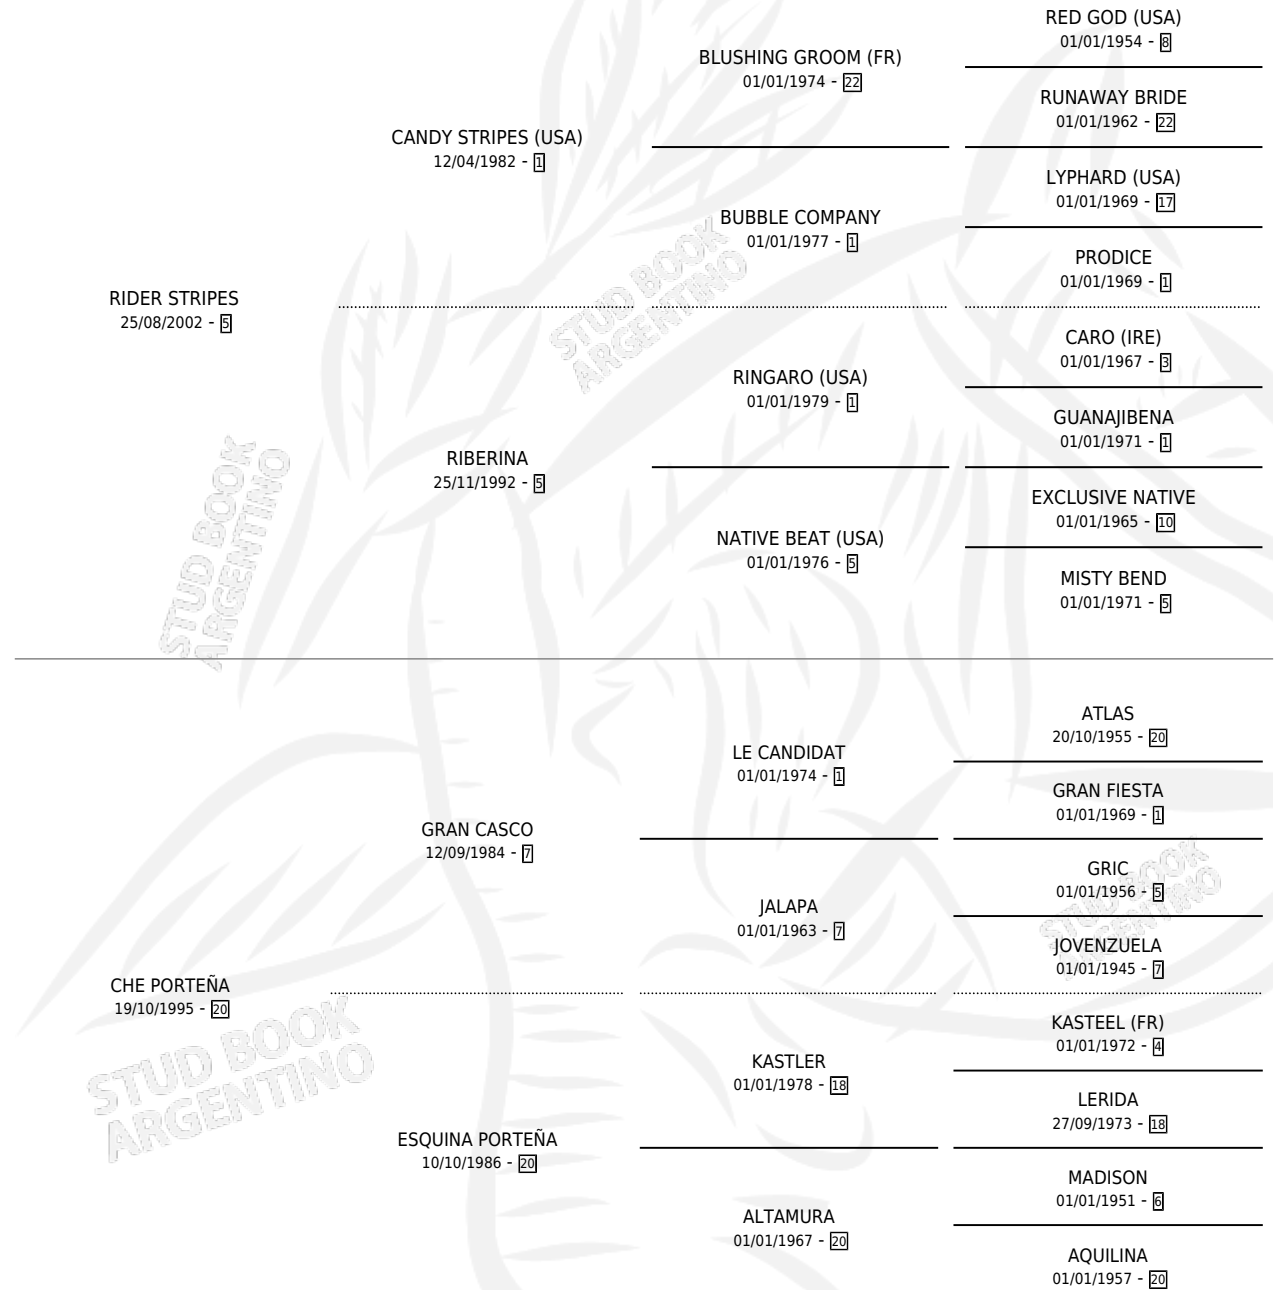 RED GOD (USA)
01/01/1954 - 8
BLUSHING GROOM (FR)
01/01/1974 - 22
RUNAWAY BRIDE
01/01/1962 - 22
CANDY STRIPES (USA)
12/04/1982 - 1
LYPHARD (USA)
01/01/1969 - 17
BUBBLE COMPANY
01/01/1977 - 1
PRODICE
01/01/1969 - 1
RIDER STRIPES
25/08/2002 - 5
STUD BOOK
ARGENTINO
CARO (IRE)
01/01/1967 - 3
RINGARO (USA)
01/01/1979 - 1
GUANAJIBENA
01/01/1971 - 1
RIBERINA
25/11/1992 - 5
EXCLUSIVE NATIVE
01/01/1965 - 10
NATIVE BEAT (USA)
01/01/1976 - 5
MISTY BEND
01/01/1971 - 5
STUD BOOK
ARGENTINO
ATLAS
20/10/1955 - 20
LE CANDIDAT
01/01/1974 - 1
GRAN FIESTA
01/01/1969 - 1
GRAN CASCO
12/09/1984 - 7
GRIC
01/01/1956 - 5
JALAPA
01/01/1963 - 7
JOVENZUELA
01/01/1945 - 7
STUD BOOK
ARGENTINO
CHE PORTEÑA
19/10/1995 - 20
KASTEEL (FR)
01/01/1972 - 4
KASTLER
01/01/1978 - 18
LERIDA
27/09/1973 - 18
STUD BOOK
ARGENTINO
ESQUINA PORTEÑA
10/10/1986 - 20
MADISON
01/01/1951 - 6
ALTAMURA
01/01/1967 - 20
AQUILINA
01/01/1957 - 20